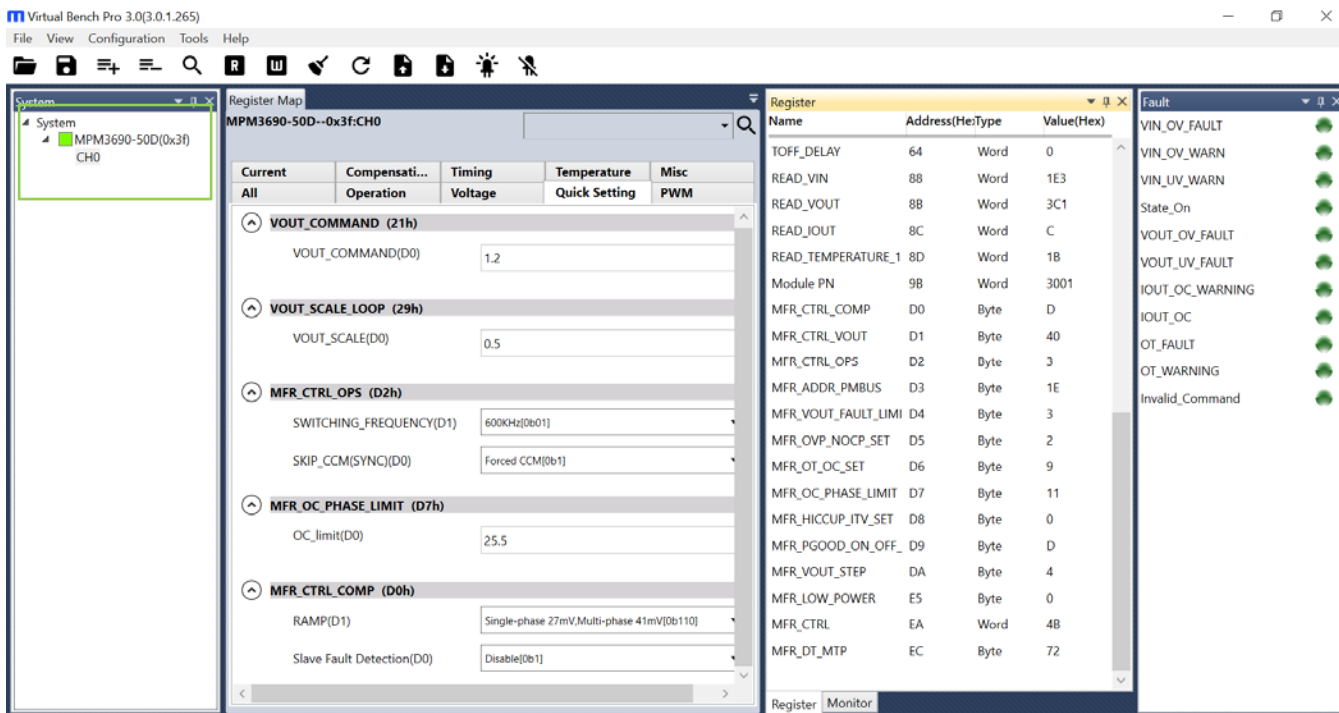 Virtual Bench Pro 3.0(3.0.1.265)
File View Configuration Tools Help
R W
System
System
MPM3690-50D(0x3f)
CH0
Register Map
MPM3690-50D--0x3f:CH0
Current Compensati... Timing Temperature Misc
All Operation Voltage Quick Setting PWM
VOUT_COMMAND (21h)
VOUT_COMMAND(D0) 1.2
VOUT_SCALE_LOOP (29h)
VOUT_SCALE(D0) 0.5
MFR_CTRL_OPS (D2h)
SWITCHING_FREQUENCY(D1) 600KHz[0b01]
SKIP_CCM(SYNC)(D0) Forced CCM[0b1]
MFR_OC_PHASE_LIMIT (D7h)
OC_limit(D0) 25.5
MFR_CTRL_COMP (D0h)
RAMP(D1) Single-phase 27mV,Multi-phase 41mV[0b110]
Slave Fault Detection(D0) Disable[0b1]
Register
Name Address(He: Type Value(Hex)
TOFF_DELAY 64 Word 0
READ_VIN 88 Word 1E3
READ_VOUT 8B Word 3C1
READ_IOUT 8C Word C
READ_TEMPERATURE_1 8D Word 1B
Module PN 9B Word 3001
MFR_CTRL_COMP D0 Byte D
MFR_CTRL_VOUT D1 Byte 40
MFR_CTRL_OPS D2 Byte 3
MFR_ADDR_PMBUS D3 Byte 1E
MFR_VOUT_FAULT_LIMI D4 Byte 3
MFR_OVP_NOCP_SET D5 Byte 2
MFR_OT_OC_SET D6 Byte 9
MFR_OC_PHASE_LIMIT D7 Byte 11
MFR_HICCUP_ITV_SET D8 Byte 0
MFR_PGOOD_ON_OFF_ D9 Byte D
MFR_VOUT_STEP DA Byte 4
MFR_LOW_POWER E5 Byte 0
MFR_CTRL EA Word 4B
MFR_DT_MTP EC Byte 72
Register Monitor
Fault
VIN_OV_FAULT
VIN_OV_WARN
VIN_UV_WARN
State_On
VOUT_OV_FAULT
VOUT_UV_FAULT
IOUT_OC_WARNING
IOUT_OC
OT_FAULT
OT_WARNING
Invalid_Command